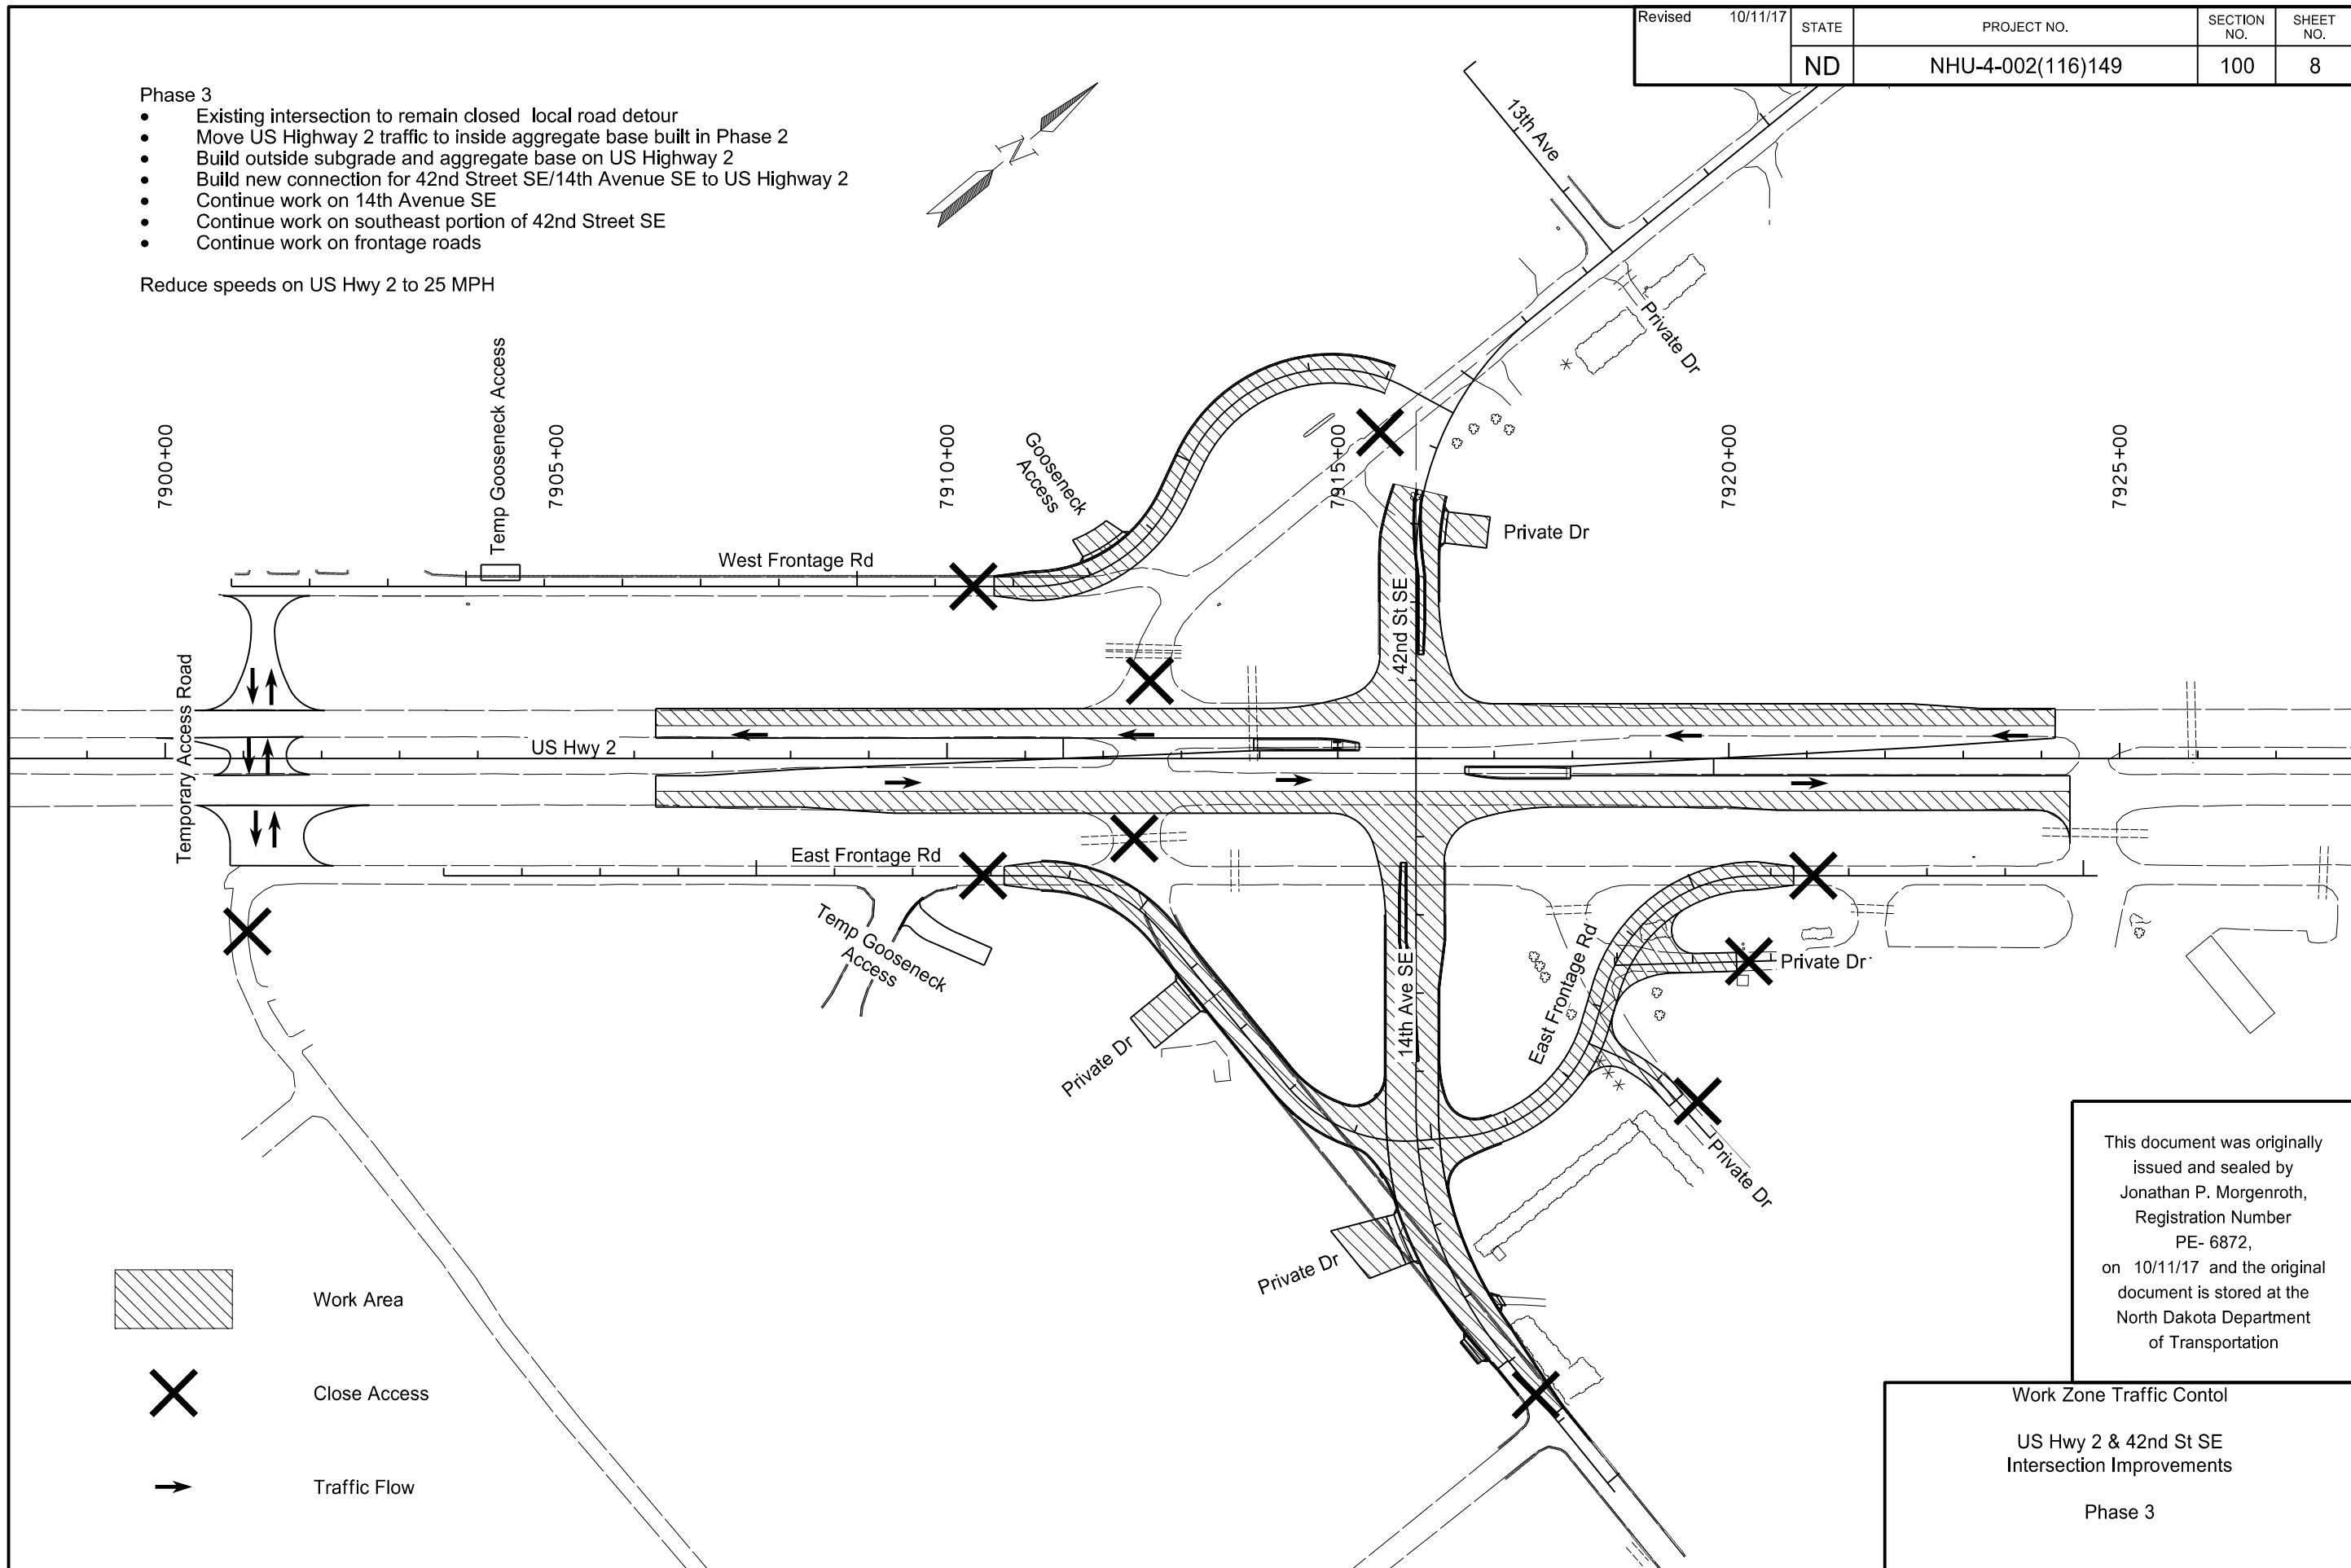 Revised 10/11/17
STATE
PROJECT NO.
SECTION NO.
SHEET NO.
ND
NHU-4-002(116)149
100
8
Phase 3
• Existing intersection to remain closed local road detour
• Move US Highway 2 traffic to inside aggregate base built in Phase 2
• Build outside subgrade and aggregate base on US Highway 2
• Build new connection for 42nd Street SE/14th Avenue SE to US Highway 2
• Continue work on 14th Avenue SE
• Continue work on southeast portion of 42nd Street SE
• Continue work on frontage roads
Reduce speeds on US Hwy 2 to 25 MPH
N
13th Ave
Private Dr
7900+00
Temp Gooseneck Access
7905+00
7910+00
Gooseneck
Access
7915+00
7920+00
7925+00
West Frontage Rd
Private Dr
42nd St SE
Temporary Access Road
US Hwy 2
East Frontage Rd
Temp Gooseneck
Access
14th Ave SE
East Frontage Rd
Private Dr
Private Dr
Private Dr
Private Dr
Work Area
Close Access
Traffic Flow
This document was originally
issued and sealed by
Jonathan P. Morgenroth,
Registration Number
PE- 6872,
on 10/11/17 and the original
document is stored at the
North Dakota Department
of Transportation
Work Zone Traffic Contol
US Hwy 2 & 42nd St SE
Intersection Improvements
Phase 3